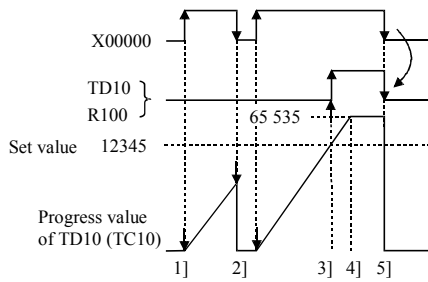 X00000
TD10
R100
65 535
Set value 12345
Progress value
of TD10 (TC10)
1] 2] 3] 4] 5]